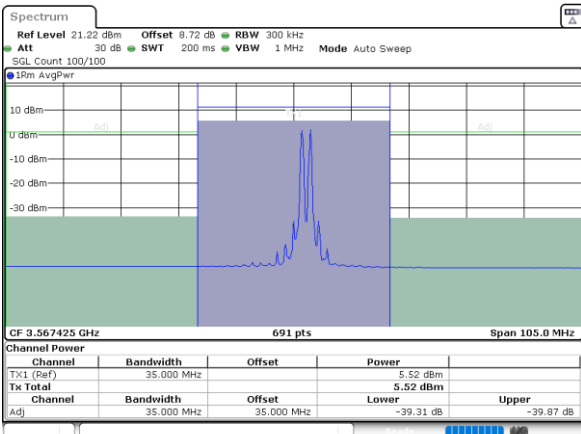 Spectrum
Ref Level 21.22 dBm Offset 8.72 dB RBW 300 kHz
Att 30 dB SWT 200 ms VBW 1 MHz Mode Auto Sweep
SGL Count 100/100
1Rm AvgPwr
10 dBm
Adj Adj
0 dBm
-10 dBm
-20 dBm
-30 dBm
CF 3.567425 GHz 691 pts Span 105.0 MHz
Channel Power
Channel Bandwidth Offset Power
TX1 (Ref) 35.000 MHz 5.52 dBm
Tx Total 5.52 dBm
Channel Bandwidth Offset Lower Upper
Adj 35.000 MHz 35.000 MHz -39.31 dB -39.87 dB